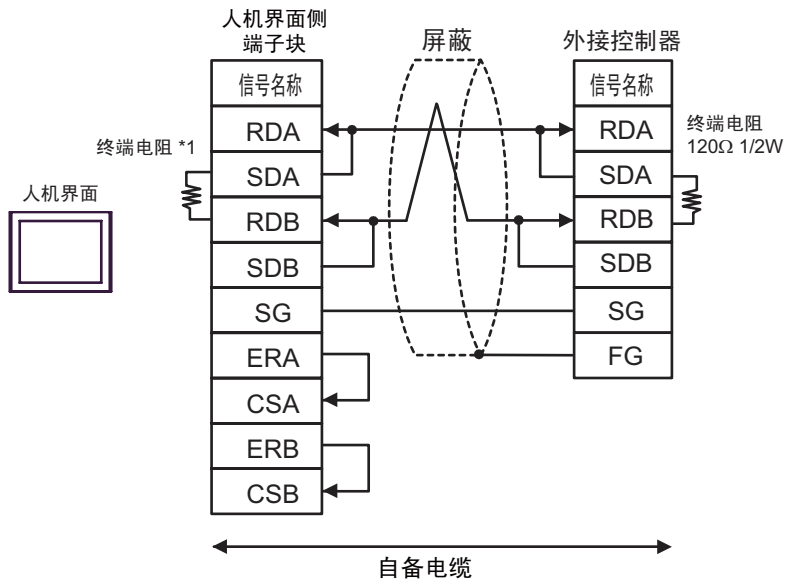 人机界面侧
端子块
屏蔽
外接控制器
信号名称
信号名称
RDA
RDA
终端电阻
120Ω 1/2W
终端电阻 *1
SDA
SDA
人机界面
RDB
RDB
SDB
SDB
SG
SG
ERA
FG
CSA
ERB
CSB
自备电缆